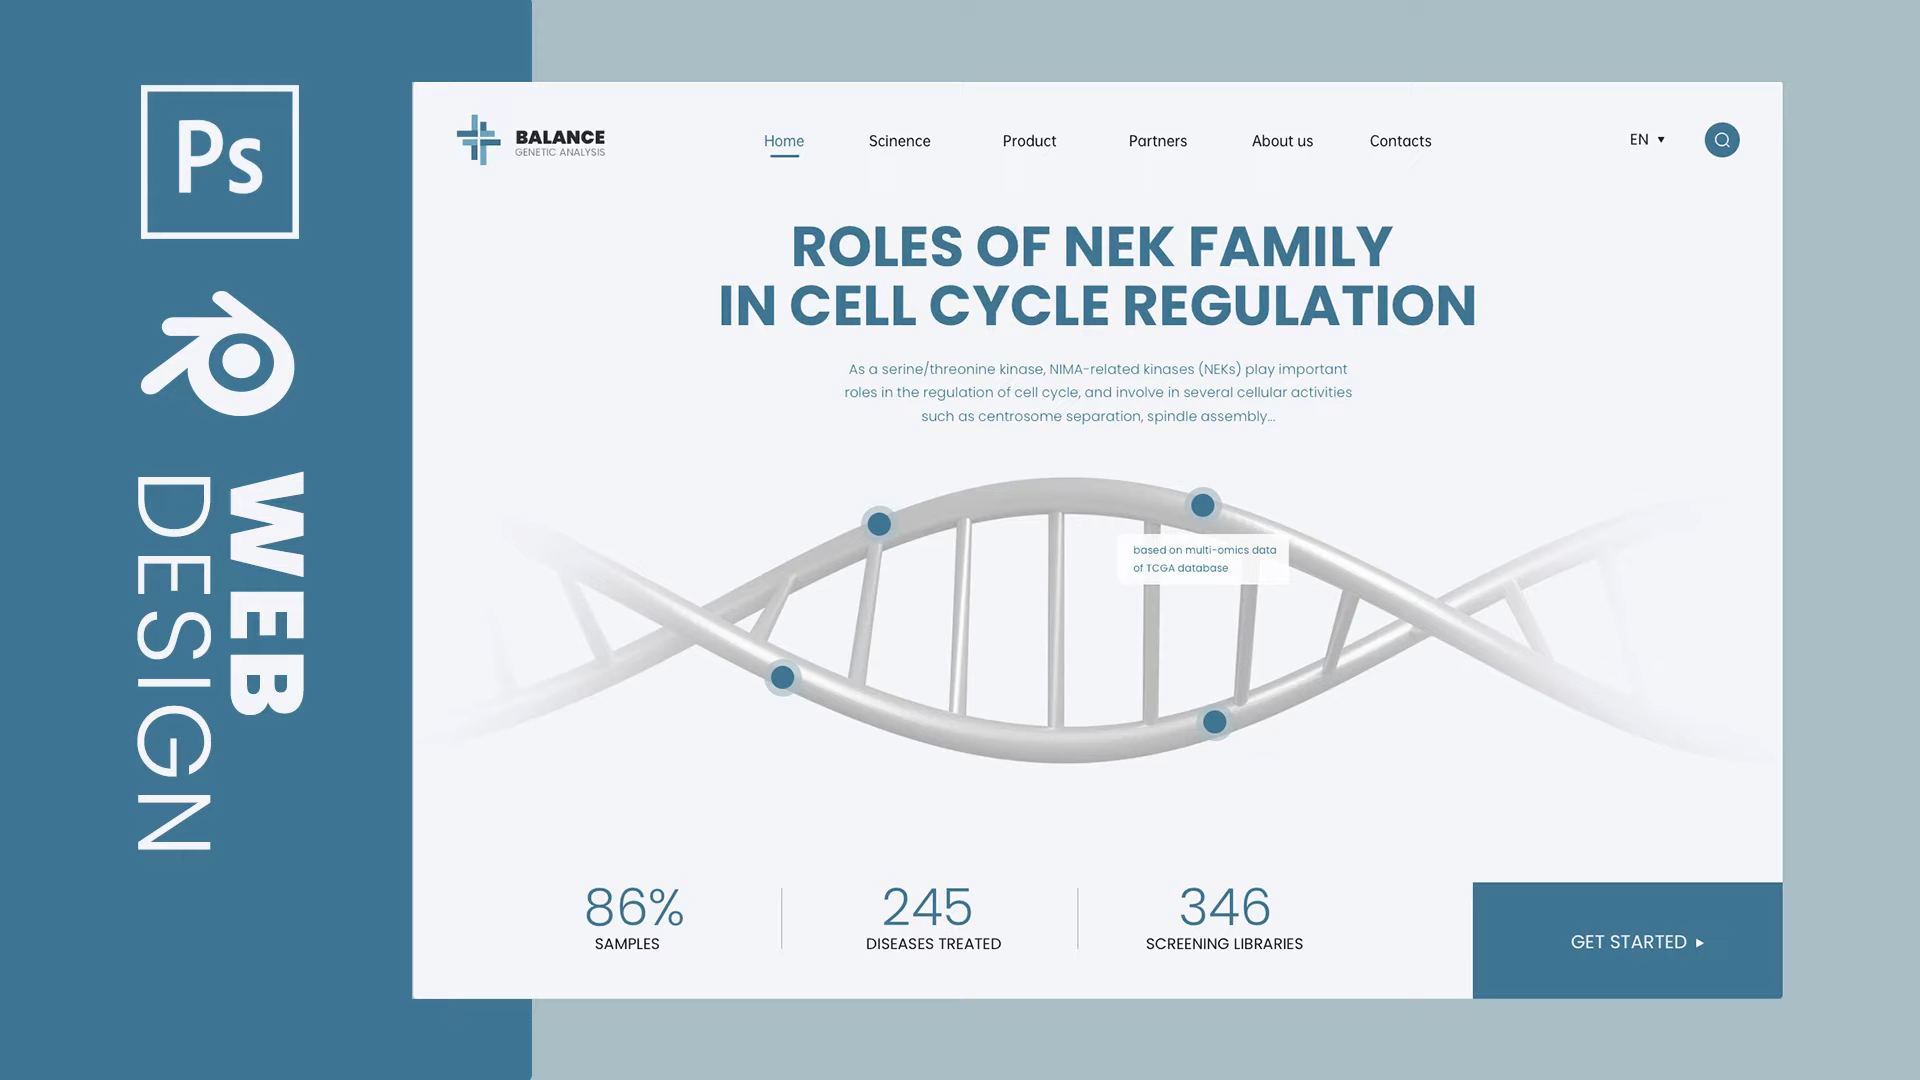 Ps
WEB
DESIGN
BALANCE
GENETIC ANALYSIS
Home
Scinence
Product
Partners
About us
Contacts
EN
ROLES OF NEK FAMILY
IN CELL CYCLE REGULATION
As a serine/threonine kinase, NIMA-related kinases (NEKs) play important
roles in the regulation of cell cycle, and involve in several cellular activities
such as centrosome separation, spindle assembly...
based on multi-omics data
of TCGA database
86%
SAMPLES
245
DISEASES TREATED
346
SCREENING LIBRARIES
GET STARTED